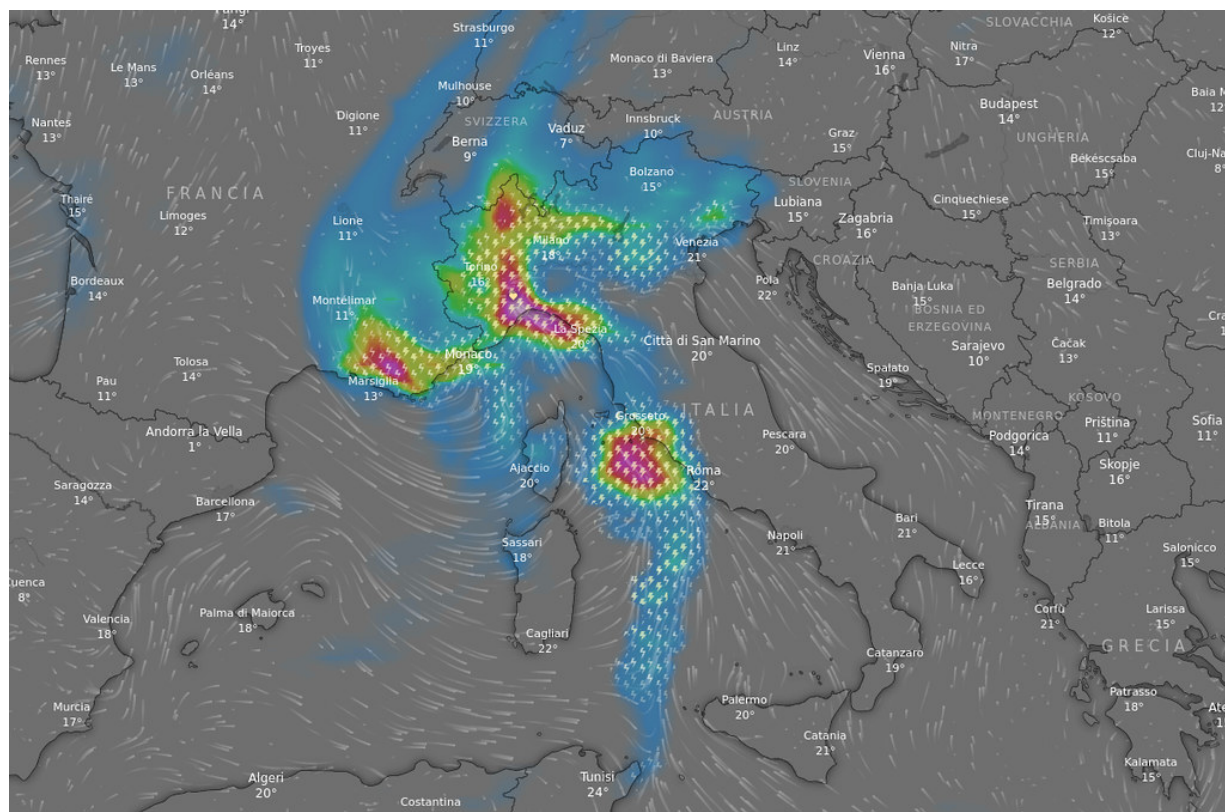 14°
Strasburgo
11°
SLOVACCHIA
Košice
12°
Troyes
11°
Linz
14°
Vienna
16°
Nitra
17°
Rennes
13°
Le Mans
13°
Orléans
14°
Monaco di Baviera
13°
Mulhouse
10°
Budapest
14°
Baia M
12
Nantes
13°
Digione
11°
SVIZZERA
Vaduz
7°
Innsbruck
10°
AUSTRIA
Graz
15°
UNGHERIA
Berna
9°
Békéscsaba
15°
Cluj-Na
8°
Bolzano
15°
SLOVENIA
FRANCIA
Thairé
15°
Limoges
12°
Lione
11°
Lubiana
15°
Zagabria
16°
Cinquechiese
15°
Timișoara
13°
Milano
18°
Venezia
21°
CROAZIA
SERBIA
Torino
16
Pola
22°
Bordeaux
14°
Banja Luka
15°
Belgrado
14°
Montélimar
11°
BOSNIA ED
ERZEGOVINA
Cra
La Spezia
20°
Città di San Marino
20°
Sarajevo
10°
Čačak
13°
Tolosa
14°
Monaco
19°
Spalato
19°
Pau
11°
Marsiglia
13°
KOSOVO
Grosseto
20°
ITALIA
MONTENEGRO
Priština
11°
Sofia
11°
Andorra la Vella
1°
Pescara
20°
Podgorica
14°
Ajaccio
20°
Roma
22°
Skopje
16°
Saragozza
14°
Barcellona
17°
Tirana
15°
ALBANIA
Bitola
11°
Bari
21°
Napoli
21°
Sassari
18°
Salonicco
15°
Cuenca
8°
Lecce
16°
Valencia
18°
Palma di Maiorca
18°
Corfù
21°
Larissa
15°
Cagliari
22°
Catanzaro
19°
GRECIA
Murcia
17°
Palermo
20°
Patrasso
18°
Ate
1
Catania
21°
Kalamata
15°
Algeri
20°
Tunisi
24°
Costantina